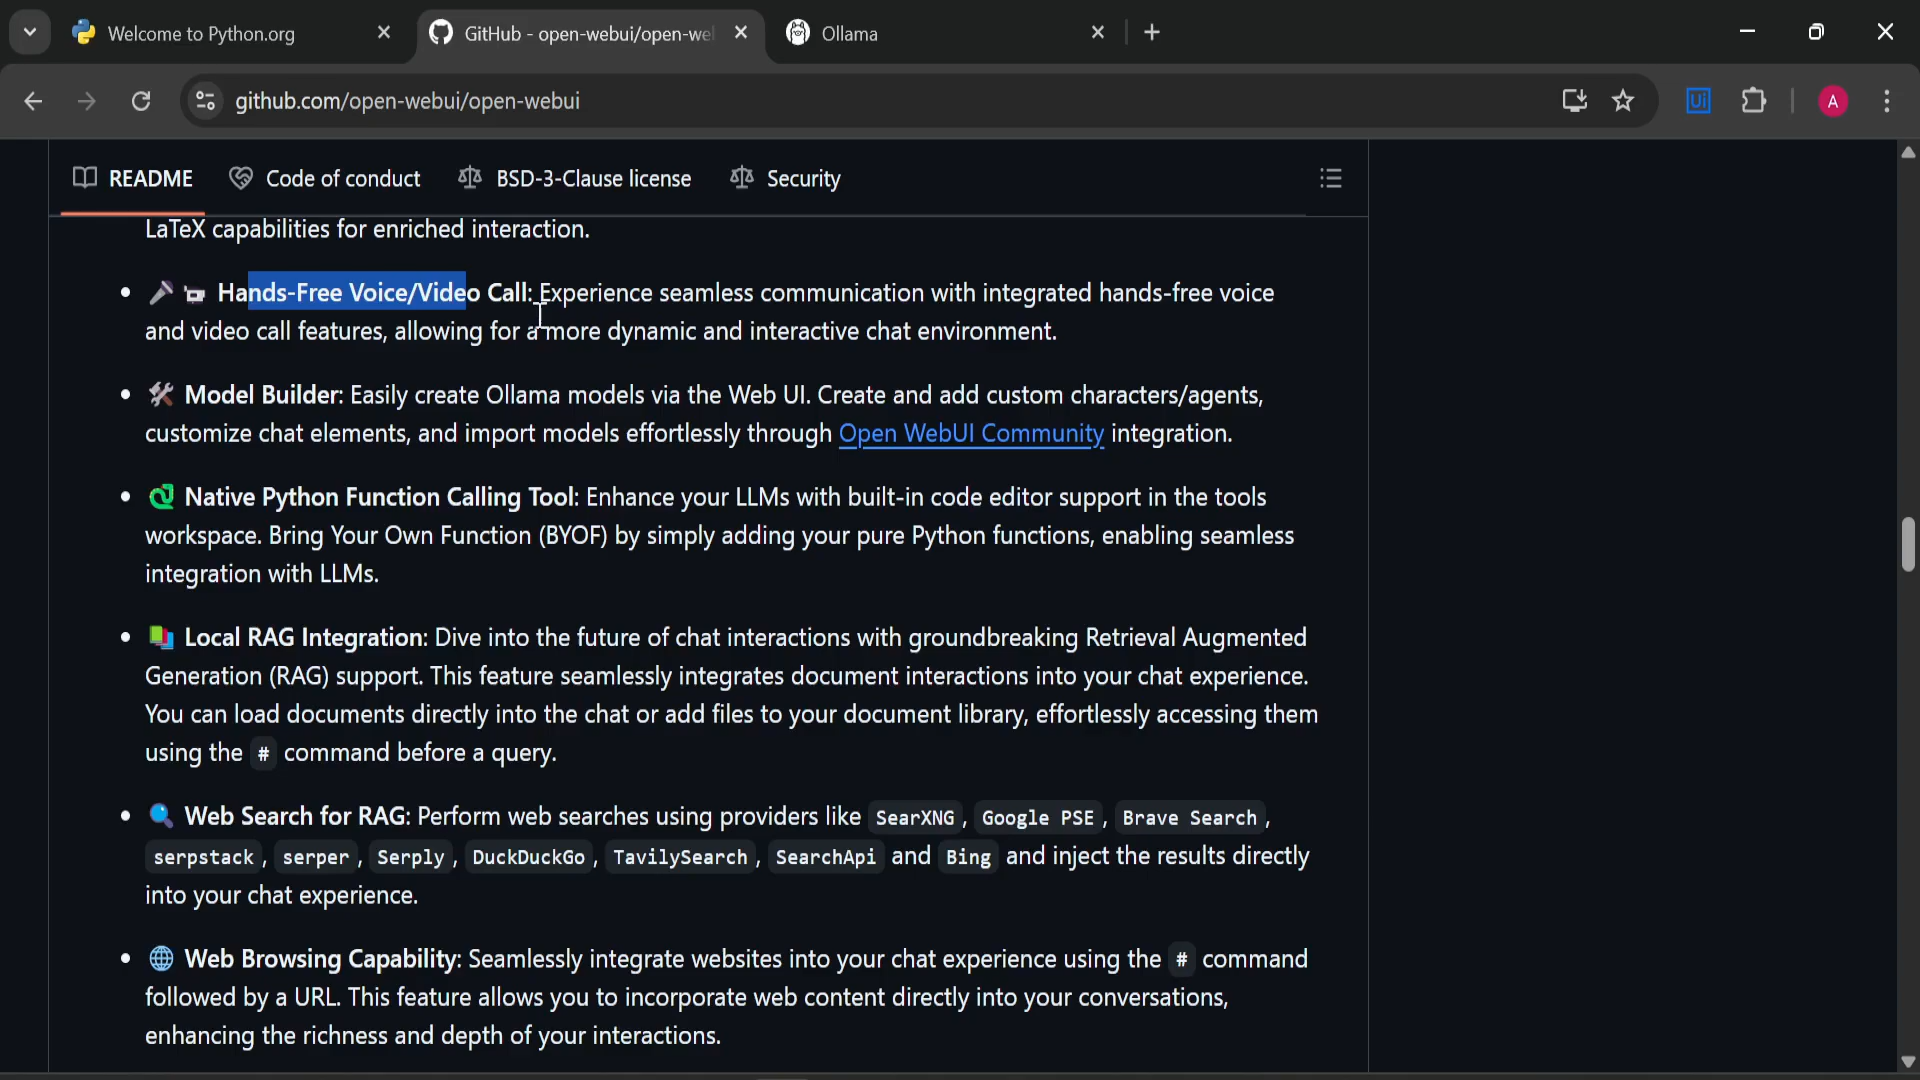 Welcome to Python.org
GitHub - open-webui/open-we
Ollama
github.com/open-webui/open-webui
Ui
A
README
Code of conduct
BSD-3-Clause license
Security
LaTeX capabilities for enriched interaction.
Hands-Free Voice/Video Call: Experience seamless communication with integrated hands-free voice
and video call features, allowing for a more dynamic and interactive chat environment.
Model Builder: Easily create Ollama models via the Web UI. Create and add custom characters/agents,
customize chat elements, and import models effortlessly through Open WebUI Community integration.
Native Python Function Calling Tool: Enhance your LLMs with built-in code editor support in the tools
workspace. Bring Your Own Function (BYOF) by simply adding your pure Python functions, enabling seamless
integration with LLMs.
Local RAG Integration: Dive into the future of chat interactions with groundbreaking Retrieval Augmented
Generation (RAG) support. This feature seamlessly integrates document interactions into your chat experience.
You can load documents directly into the chat or add files to your document library, effortlessly accessing them
using the # command before a query.
Web Search for RAG: Perform web searches using providers like SearXNG, Google PSE, Brave Search,
serpstack, serper, Serply, DuckDuckGo, TavilySearch, SearchApi and Bing and inject the results directly
into your chat experience.
Web Browsing Capability: Seamlessly integrate websites into your chat experience using the # command
followed by a URL. This feature allows you to incorporate web content directly into your conversations,
enhancing the richness and depth of your interactions.